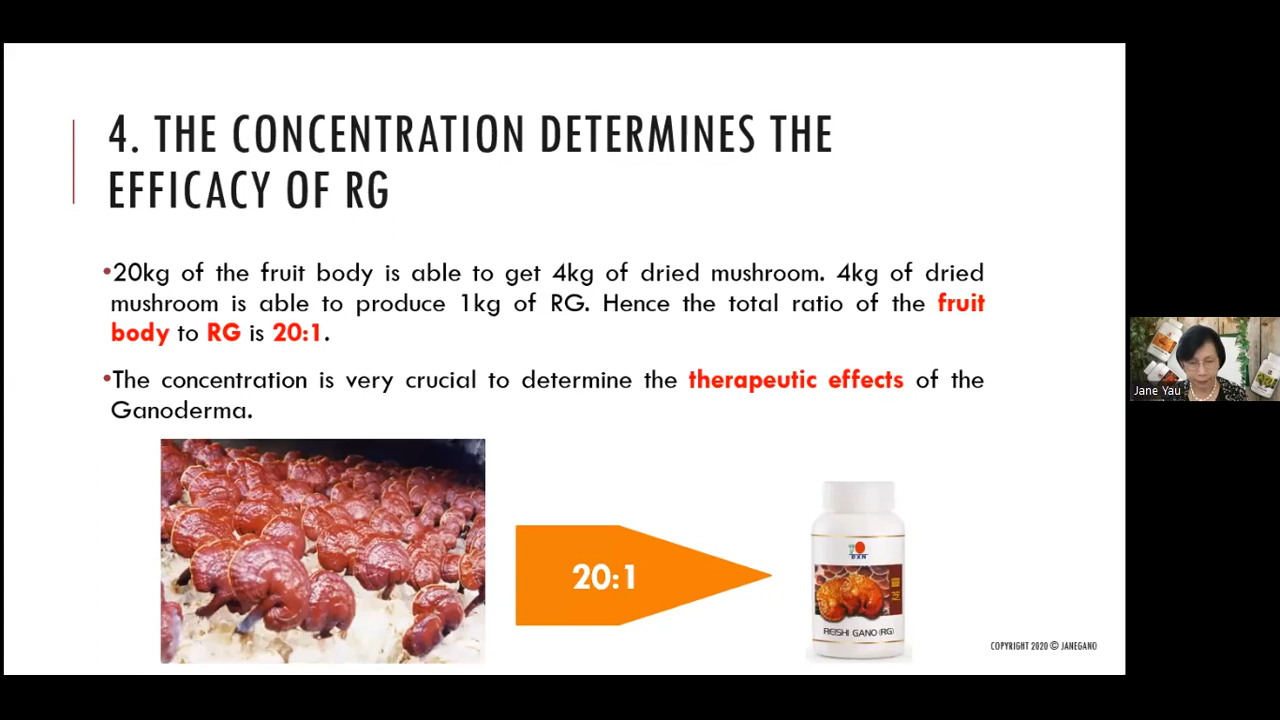 4. THE CONCENTRATION DETERMINES THE
EFFICACY OF RG
•20kg of the fruit body is able to get 4kg of dried mushroom. 4kg of dried
mushroom is able to produce 1kg of RG. Hence the total ratio of the fruit
body to RG is 20:1.
•The concentration is very crucial to determine the therapeutic effects of the
Ganoderma.
20:1
DXN
REISHI GANO (RG)
COPYRIGHT 2020 © JANEGANO
Jane Yau